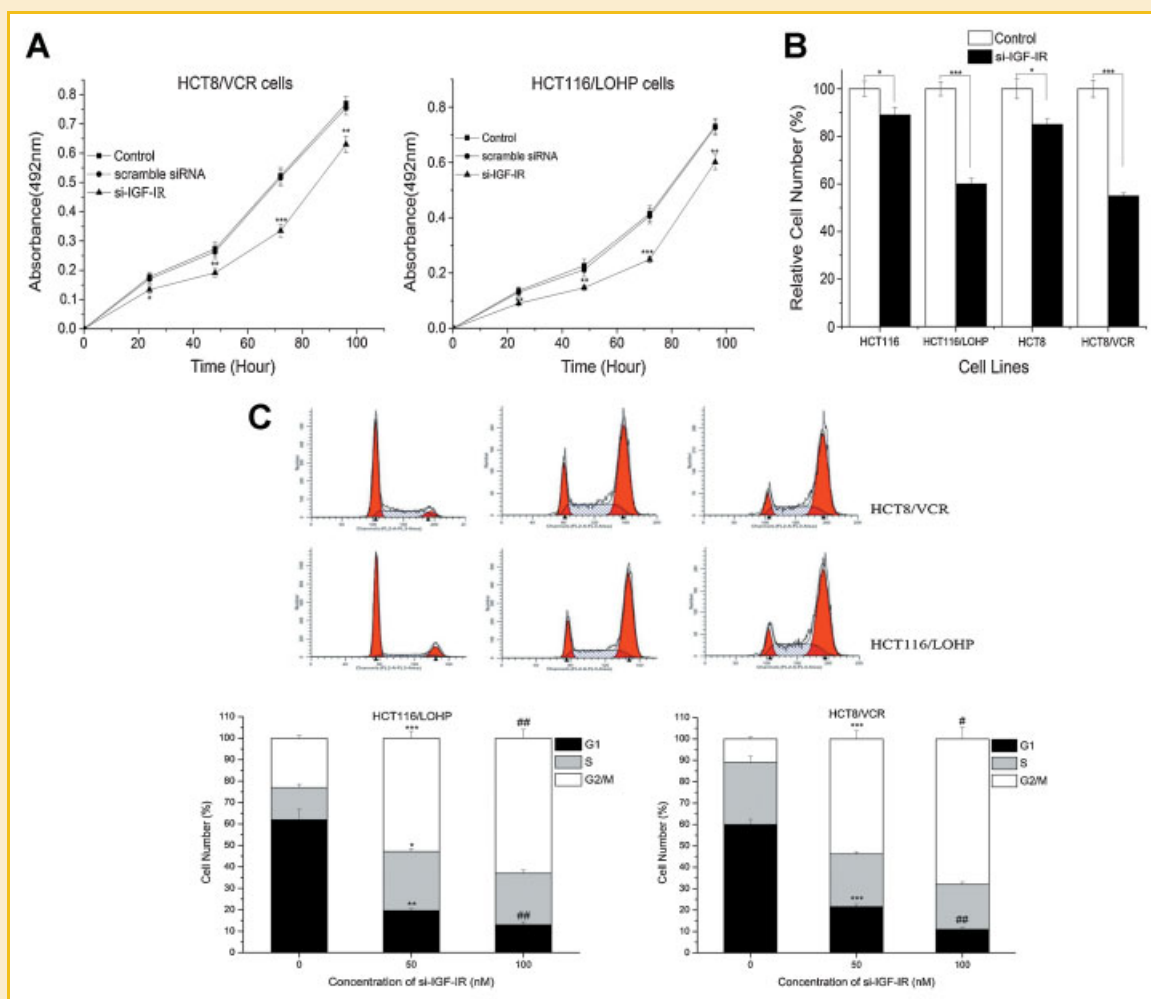 A
HCT8/VCR cells
Absorbance(492nm)
0.8
0.7
0.6
0.5
0.4
0.3
0.2
0.1
0.0
Control
scramble siRNA
si-IGF-IR
*
**
***
**
0 20 40 60 80 100
Time (Hour)
HCT116/LOHP cells
Absorbance(492nm)
0.8
0.6
0.4
0.2
0.0
Control
scramble siRNA
si-IGF-IR
**
**
***
**
0 20 40 60 80 100
Time (Hour)
B
Control
si-IGF-IR
Relative Cell Number (%)
100
80
60
40
20
0
* *** * ***
HCT116 HCT116/LOHP HCT8 HCT8/VCR
Cell Lines
C
HCT8/VCR
HCT116/LOHP
HCT116/LOHP
Cell Number (%)
110
100
90
80
70
60
50
40
30
20
10
0
*** ##
*
** ##
G1
S
G2/M
0 50 100
Concentration of si-IGF-IR (nM)
HCT8/VCR
Cell Number (%)
110
100
90
80
70
60
50
40
30
20
10
0
*** #
*** ##
G1
S
G2/M
0 50 100
Concentration of si-IGF-IR (nM)